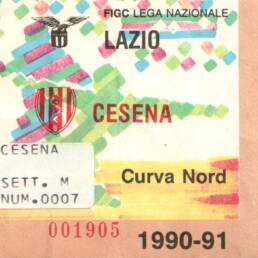 FIGC LEGA NAZIONALE
LAZIO
CESENA
CESENA
SETT. M
NUM.0007
Curva Nord
001905
1990-91